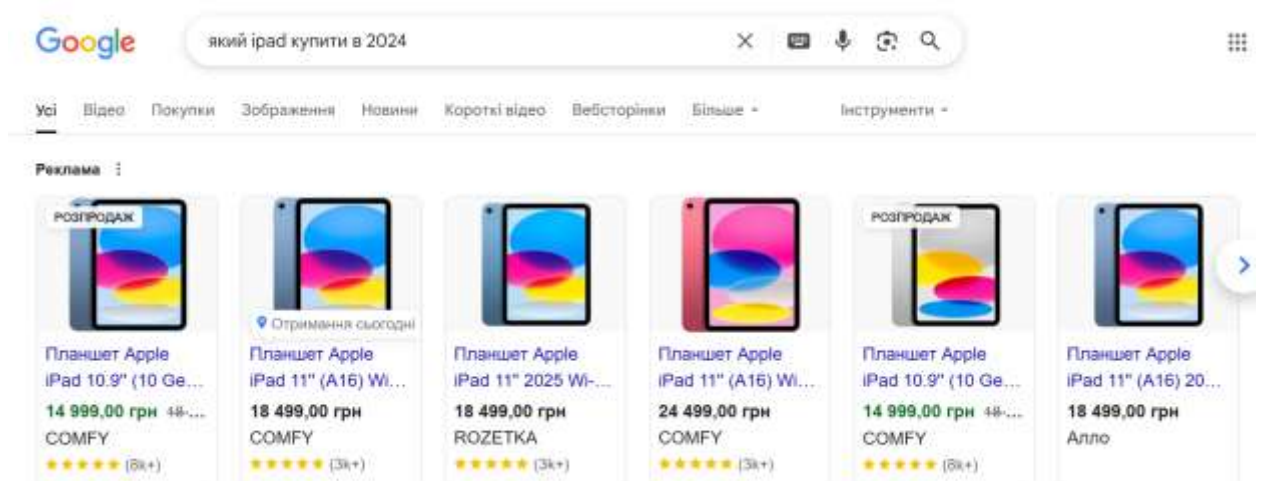 Google
який ipad купити в 2024
Усі Відео Покупки Зображення Новини Короткі відео Вебсторінки Більше Інструменти
Реклама
РОЗПРОДАЖ
Планшет Apple
iPad 10.9" (10 Ge...
14 999,00 грн 18-...
COMFY
(8k+)
Отримання сьогодні
Планшет Apple
iPad 11" (A16) Wi...
18 499,00 грн
COMFY
(3k+)
Планшет Apple
iPad 11" 2025 Wi-...
18 499,00 грн
ROZETKA
(3k+)
Планшет Apple
iPad 11" (A16) Wi...
24 499,00 грн
COMFY
(3k+)
РОЗПРОДАЖ
Планшет Apple
iPad 10.9" (10 Ge...
14 999,00 грн 18-...
COMFY
(8k+)
Планшет Apple
iPad 11" (A16) 20...
18 499,00 грн
Алло